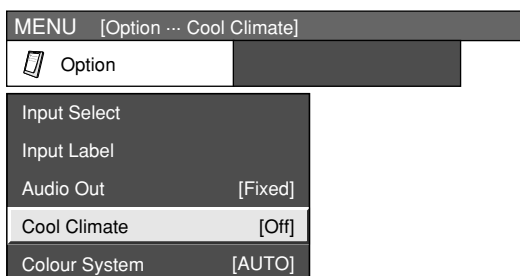 MENU [Option ··· Cool Climate]
Option
Input Select
Input Label
Audio Out [Fixed]
Cool Climate [Off]
Colour System [AUTO]